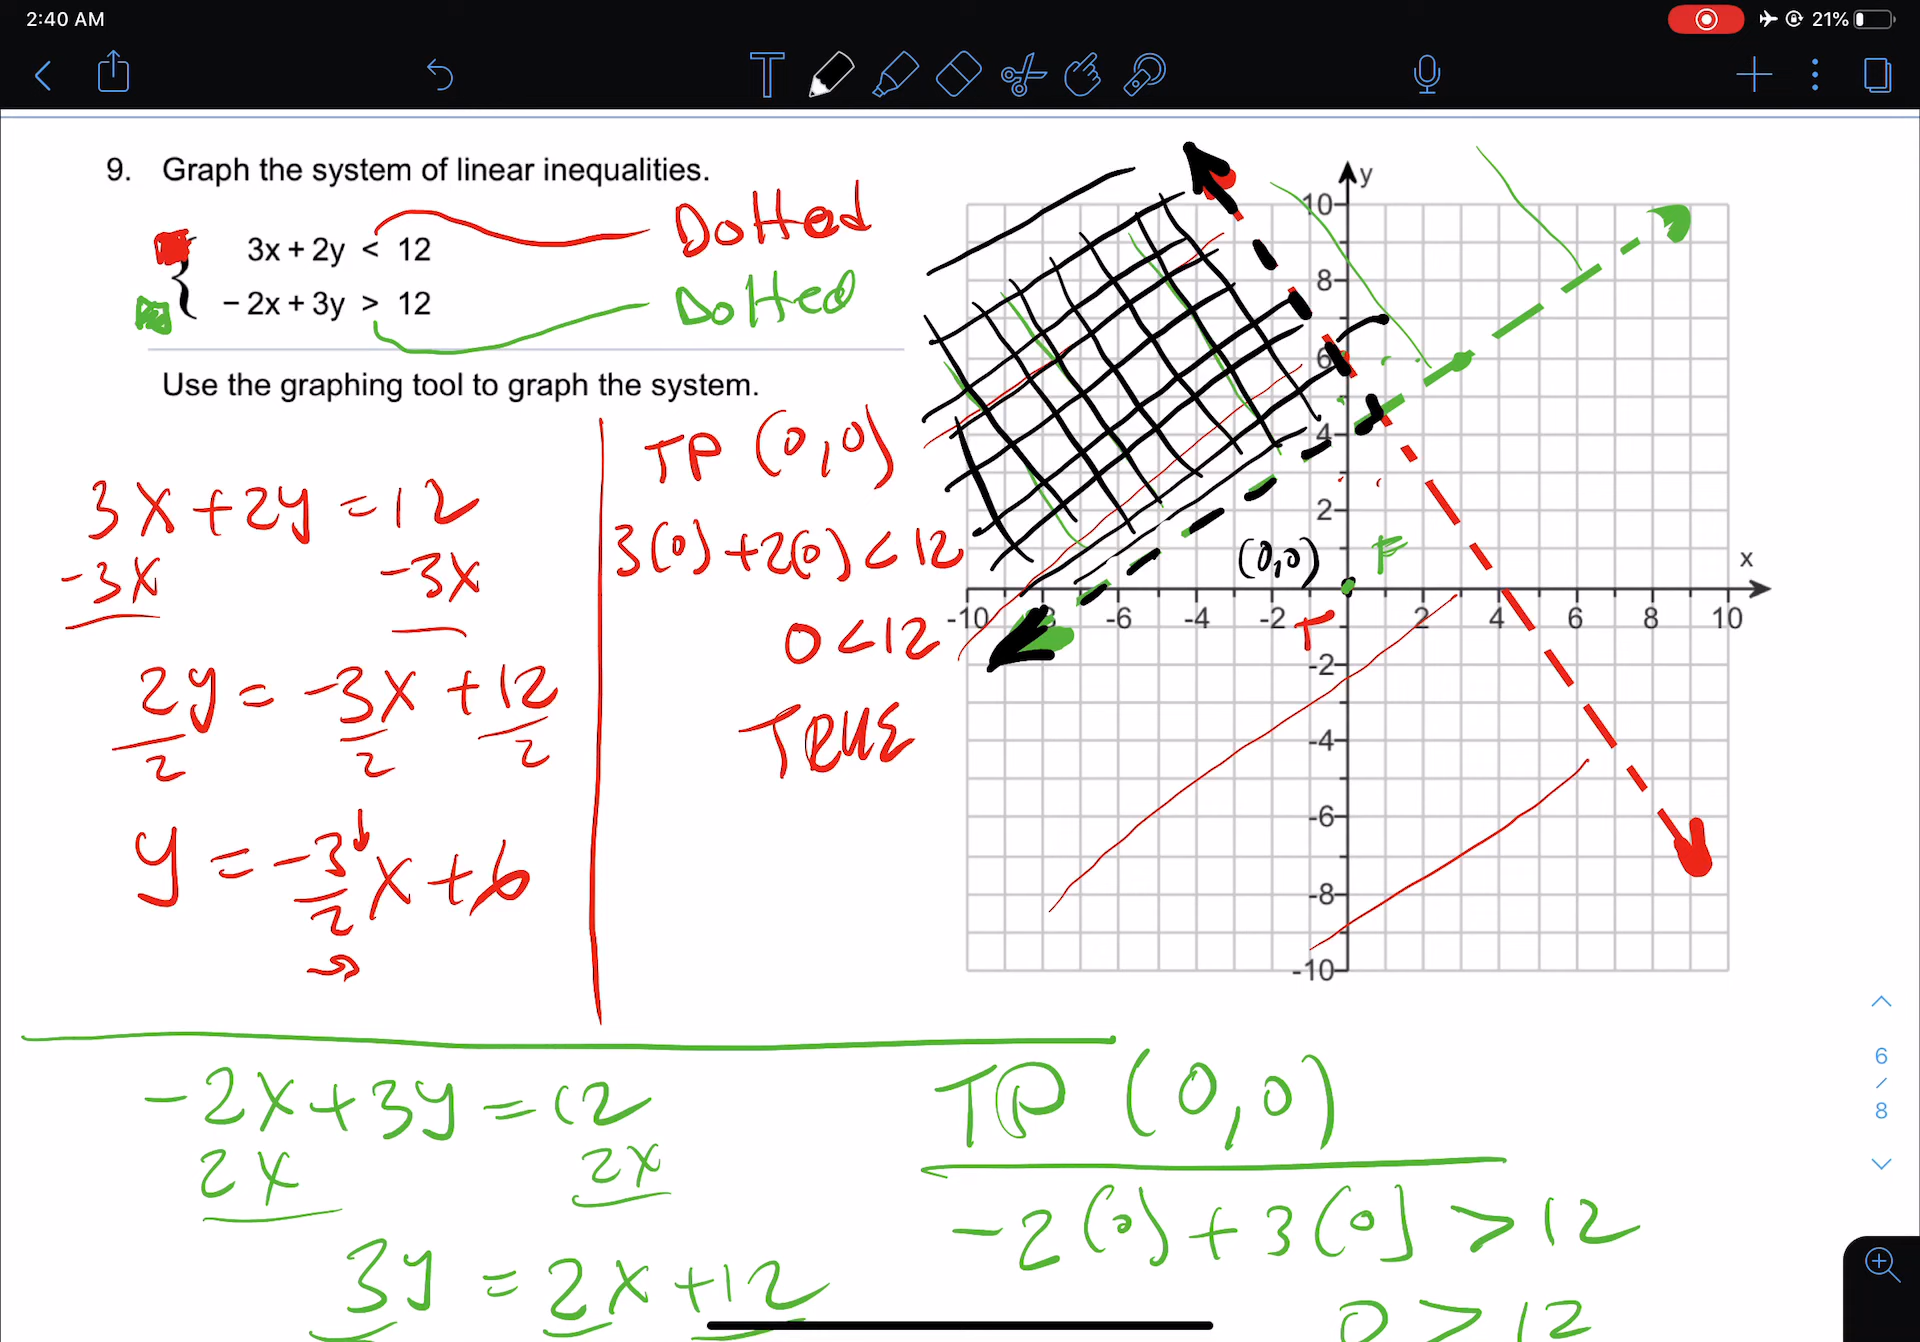 2:40 AM
21%
9. Graph the system of linear inequalities.
3x + 2y < 12
- 2x + 3y > 12
Dotted
Dotted
Use the graphing tool to graph the system.
3x + 2y = 12
-3x -3x
2y = -3x + 12
2 2 2
y = -3/2 x + 6
TP (0,0)
3(0) + 2(0) < 12
0 < 12
TRUE
y
10
8
6
4
2
(0,0)
F
x
-10 -8 -6 -4 -2 2 4 6 8 10
T
-2
-4
-6
-8
-10
6
/
8
-2x + 3y = 12
2x 2x
3y = 2x + 12
TP (0,0)
-2(0) + 3(0) > 12
0 > 12